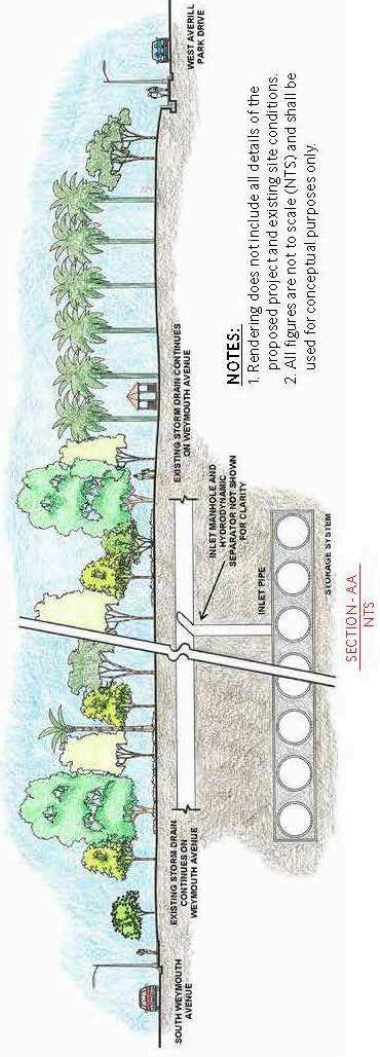 SOUTH WEYMOUTH
AVENUE
EXISTING STORM DRAIN
CONTINUES ON
WEYMOUTH AVENUE
INLET MANHOLE AND
HYDRODYNAMIC
SEPARATOR NOT SHOWN
FOR CLARITY
INLET PIPE
STORAGE SYSTEM
EXISTING STORM DRAIN CONTINUES
ON WEYMOUTH AVENUE
WEST AVERILL
PARK DRIVE
NOTES:
1. Rendering does not include all details of the
proposed project and existing site conditions.
2. All figures are not to scale (NTS) and shall be
used for conceptual purposes only.
SECTION - AA
NTS